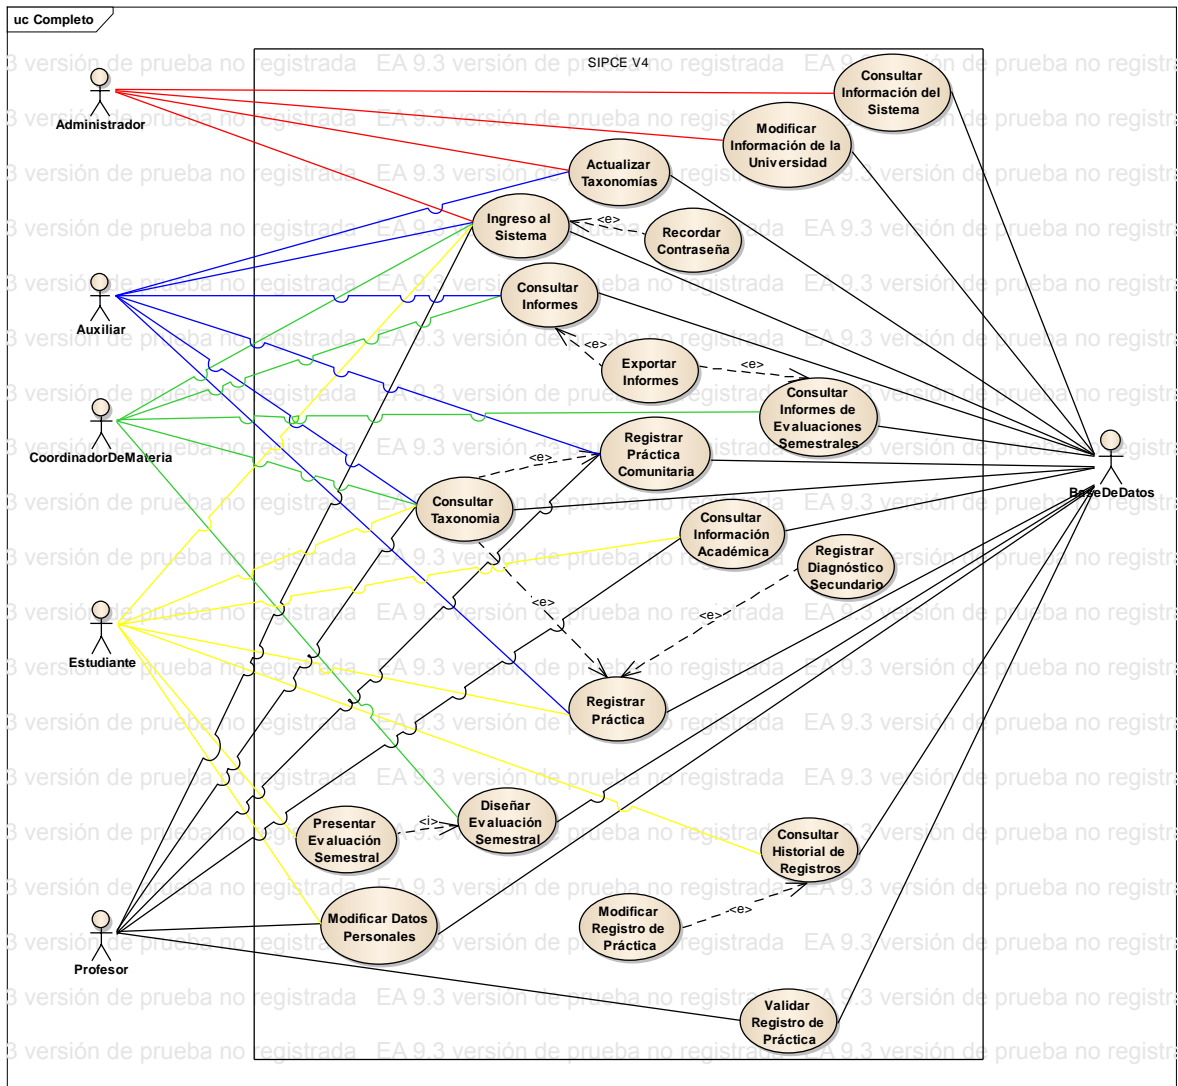 uc Completo
SIPCE V4
EA 9.3 versión de prueba no registrada
Administrador
Consultar
Información del
Sistema
Modificar
Información de la
Universidad
Actualizar
Taxonomías
Ingreso al
Sistema
<e>
Recordar
Contraseña
Auxiliar
Consultar
Informes
<e>
Exportar
Informes
<e>
Consultar
Informes de
Evaluaciones
Semestrales
CoordinadorDeMateria
Registrar
Práctica
Comunitaria
<e>
BaseDeDatos
Consultar
Taxonomia
Consultar
Información
Académica
Registrar
Diagnóstico
Secundario
<e>
<e>
Estudiante
Registrar
Práctica
Presentar
Evaluación
Semestral
<i>
Diseñar
Evaluación
Semestral
Consultar
Historial de
Registros
<e>
Modificar
Registro de
Práctica
Modificar Datos
Personales
Profesor
Validar
Registro de
Práctica